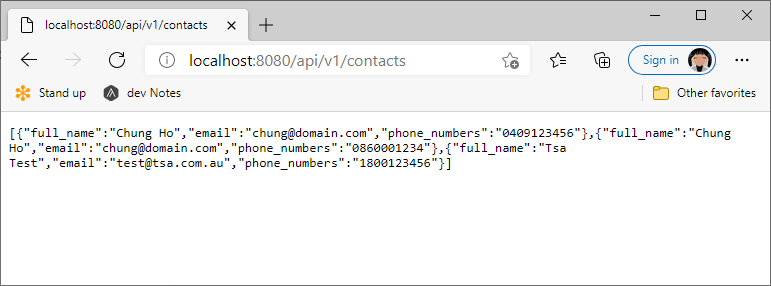 localhost:8080/api/v1/contacts
localhost:8080/api/v1/contacts
Sign in
Stand up
dev Notes
Other favorites
[{"full_name":"Chung Ho","email":"chung@domain.com","phone_numbers":"0409123456"},{"full_name":"Chung
Ho","email":"chung@domain.com","phone_numbers":"0860001234"},{"full_name":"Tsa
Test","email":"test@tsa.com.au","phone_numbers":"1800123456"}]